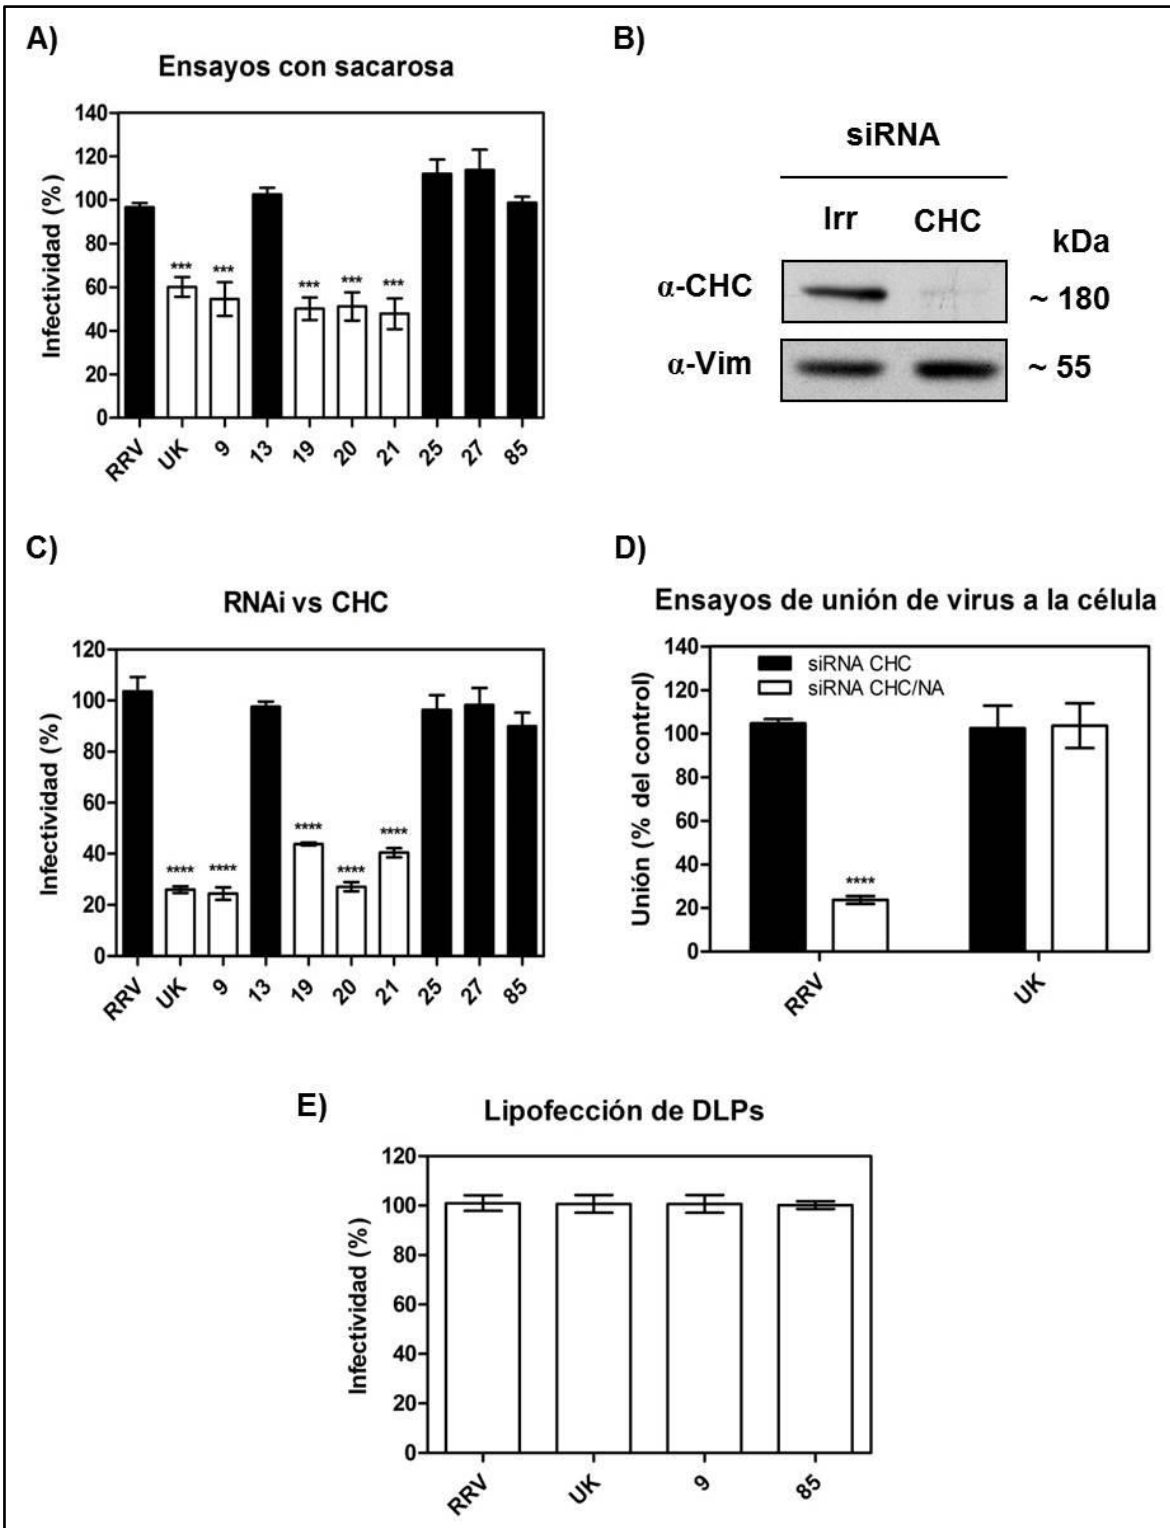 A)
Ensayos con sacarosa
Infectividad (%)
140
120
100
80
60
40
20
0
*** *** *** *** ***
RRV UK 9 13 19 20 21 25 27 85
B)
siRNA
Irr CHC kDa
α-CHC ~ 180
α-Vim ~ 55
C)
RNAi vs CHC
Infectividad (%)
120
100
80
60
40
20
0
**** **** **** **** ****
RRV UK 9 13 19 20 21 25 27 85
D)
Ensayos de unión de virus a la célula
Unión (% del control)
140
120
100
80
60
40
20
0
siRNA CHC
siRNA CHC/NA
****
RRV UK
E)
Lipofección de DLPs
Infectividad (%)
120
100
80
60
40
20
0
RRV UK 9 85